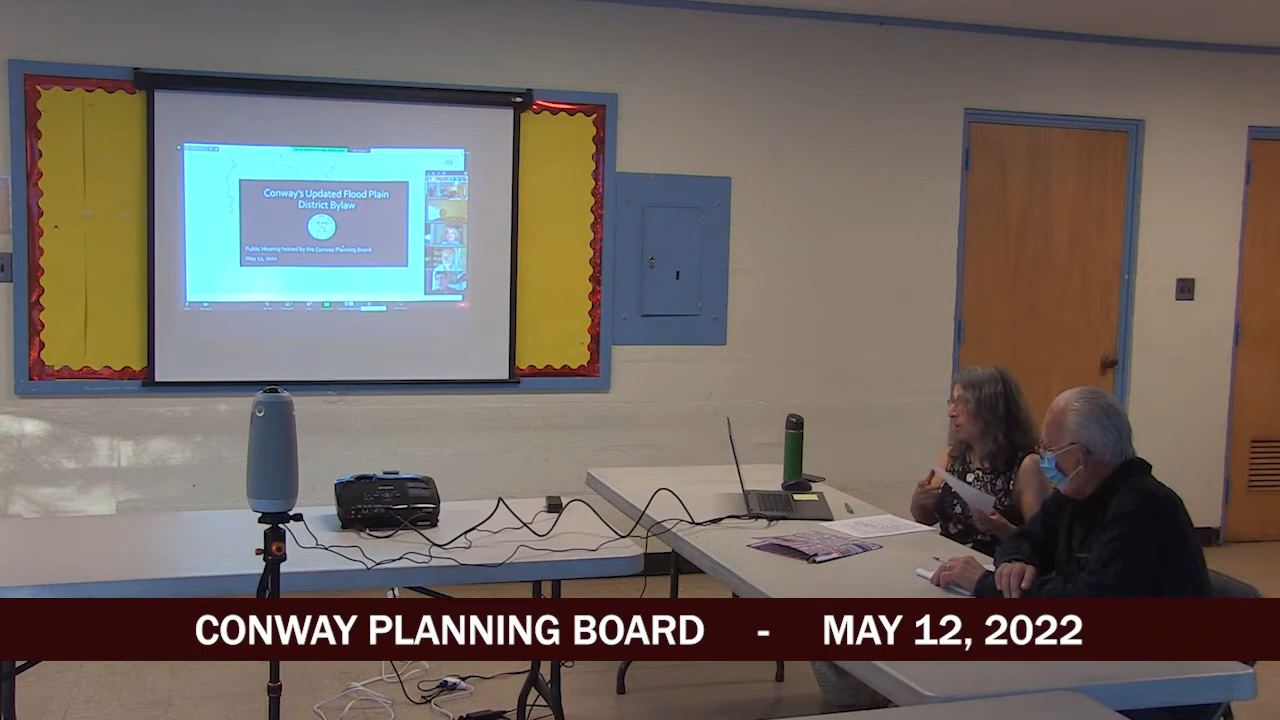 Conway's Updated Flood Plain
District Bylaw
Public Hearing hosted by the Conway Planning Board
May 12, 2022
CONWAY PLANNING BOARD - MAY 12, 2022